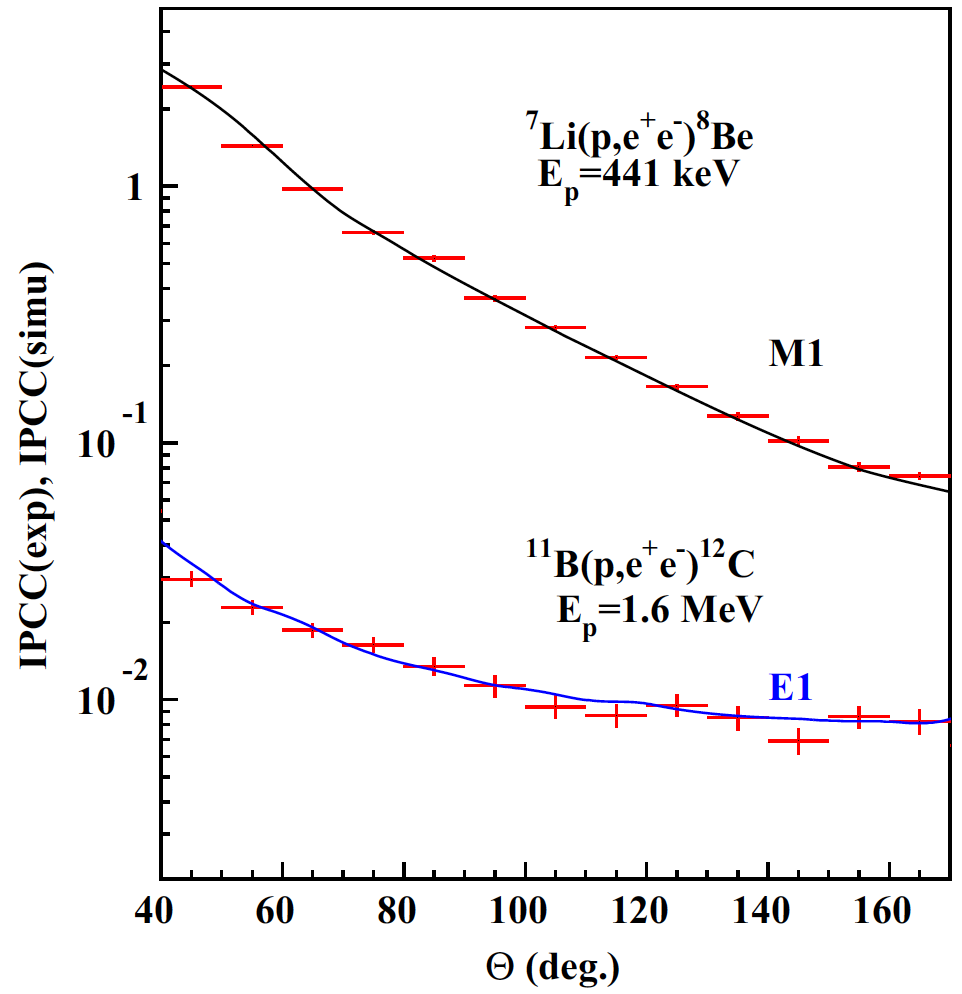 ⁷Li(p,e⁺e⁻)⁸Be
Eₚ=441 keV
1
M1
10⁻¹
IPCC(exp), IPCC(simu)
¹¹B(p,e⁺e⁻)¹²C
Eₚ=1.6 MeV
E1
10⁻²
40 60 80 100 120 140 160
Θ (deg.)